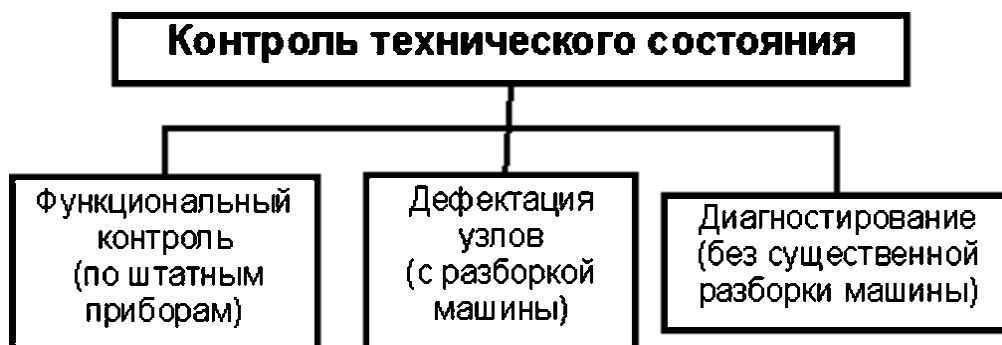 Контроль технического состояния
Функциональный
контроль
(по штатным
приборам)
Дефектация
узлов
(с разборкой
машины)
Диагностирование
(без существенной
разборки машины)